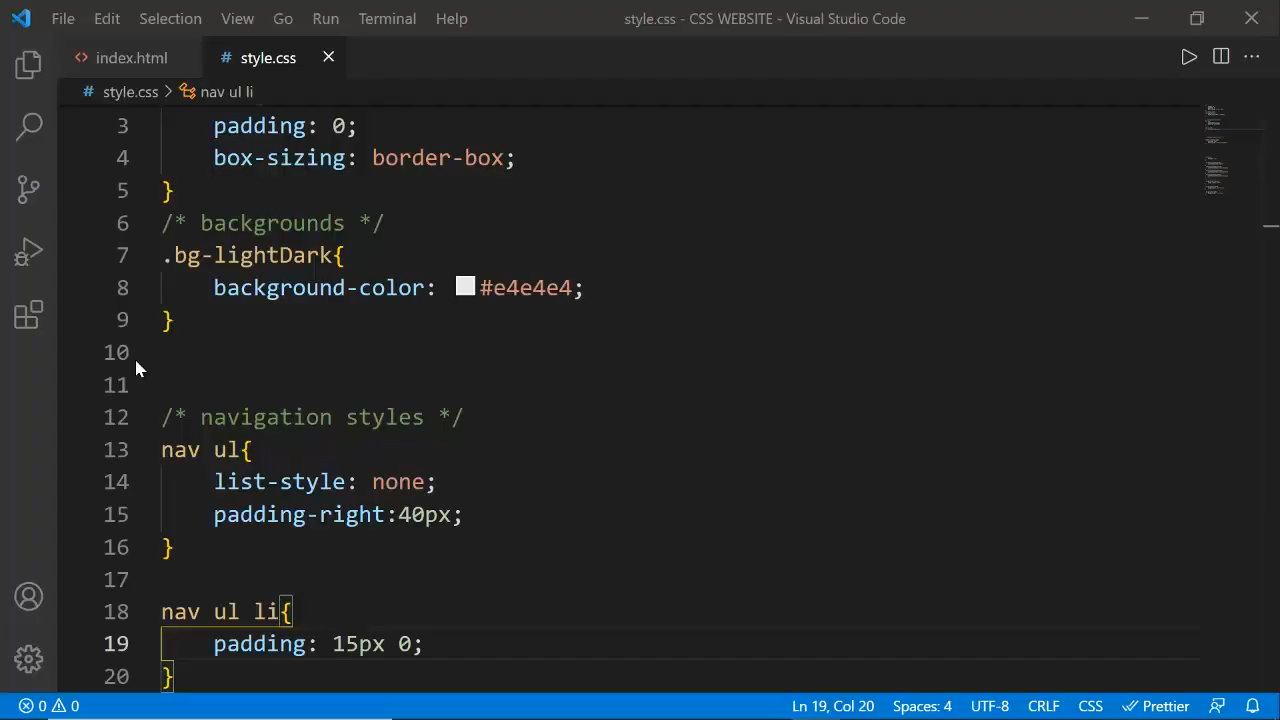 File Edit Selection View Go Run Terminal Help style.css - CSS WEBSITE - Visual Studio Code
<> index.html # style.css
# style.css > nav ul li
3 padding: 0;
4 box-sizing: border-box;
5 }
6 /* backgrounds */
7 .bg-lightDark{
8 background-color: #e4e4e4;
9 }
10
11
12 /* navigation styles */
13 nav ul{
14 list-style: none;
15 padding-right:40px;
16 }
17
18 nav ul li{
19 padding: 15px 0;
20 }
0 0 Ln 19, Col 20 Spaces: 4 UTF-8 CRLF CSS Prettier